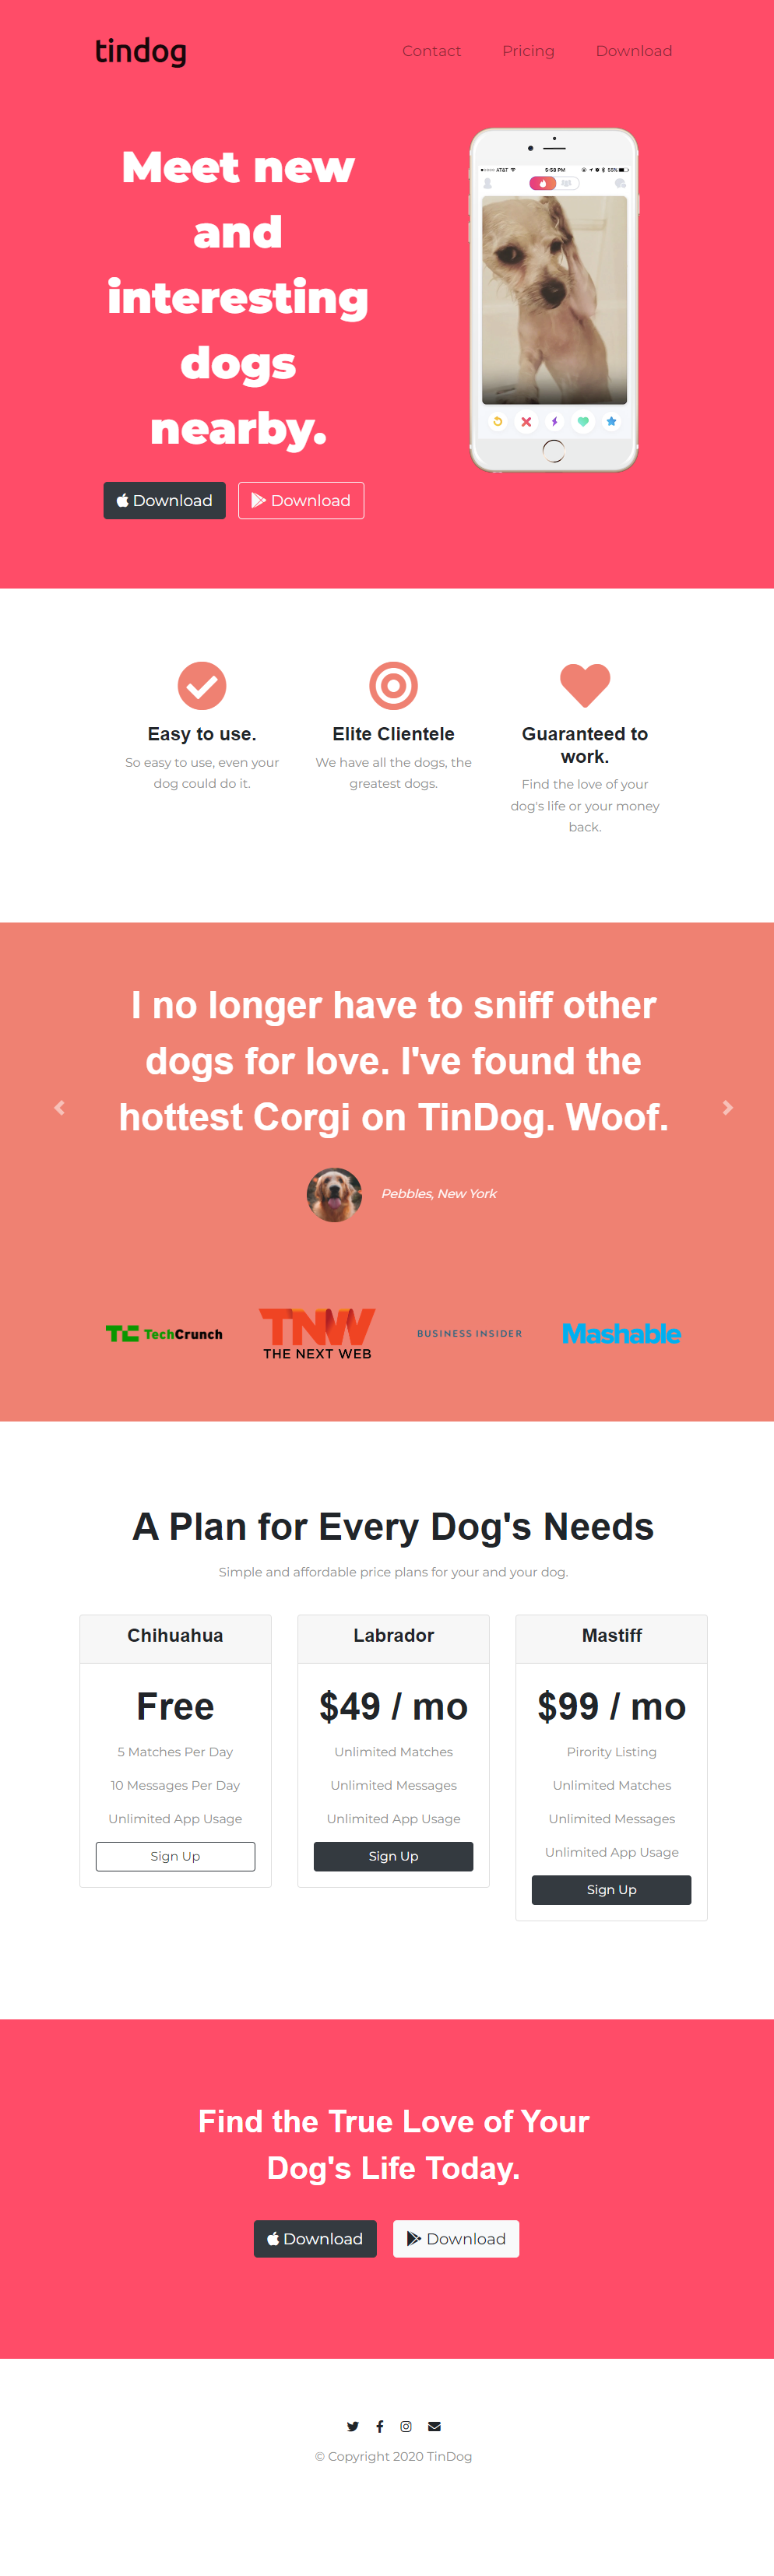 tindog
Contact Pricing Download
Meet new
and
interesting
dogs
nearby.
AT&T 5:58 PM 55%
Download Download
Easy to use.
So easy to use, even your
dog could do it.
Elite Clientele
We have all the dogs, the
greatest dogs.
Guaranteed to
work.
Find the love of your
dog's life or your money
back.
I no longer have to sniff other
dogs for love. I've found the
hottest Corgi on TinDog. Woof.
Pebbles, New York
TC TechCrunch
TNW
THE NEXT WEB
BUSINESS INSIDER
Mashable
A Plan for Every Dog's Needs
Simple and affordable price plans for your and your dog.
Chihuahua
Free
5 Matches Per Day
10 Messages Per Day
Unlimited App Usage
Sign Up
Labrador
$49 / mo
Unlimited Matches
Unlimited Messages
Unlimited App Usage
Sign Up
Mastiff
$99 / mo
Pirority Listing
Unlimited Matches
Unlimited Messages
Unlimited App Usage
Sign Up
Find the True Love of Your
Dog's Life Today.
Download Download
© Copyright 2020 TinDog